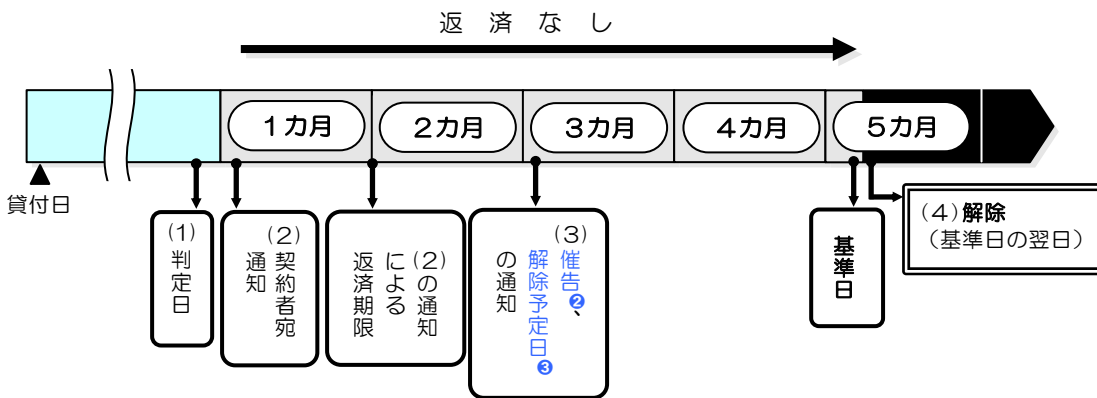 返 済 な し
1カ月
2カ月
3カ月
4カ月
5カ月
貸付日
(1)
判定日
(2)
契約者宛
通知
(2)の通知
による
返済期限
(3)
催告❷、
解除予定日❸
の通知
基準日
(4)解除
(基準日の翌日)